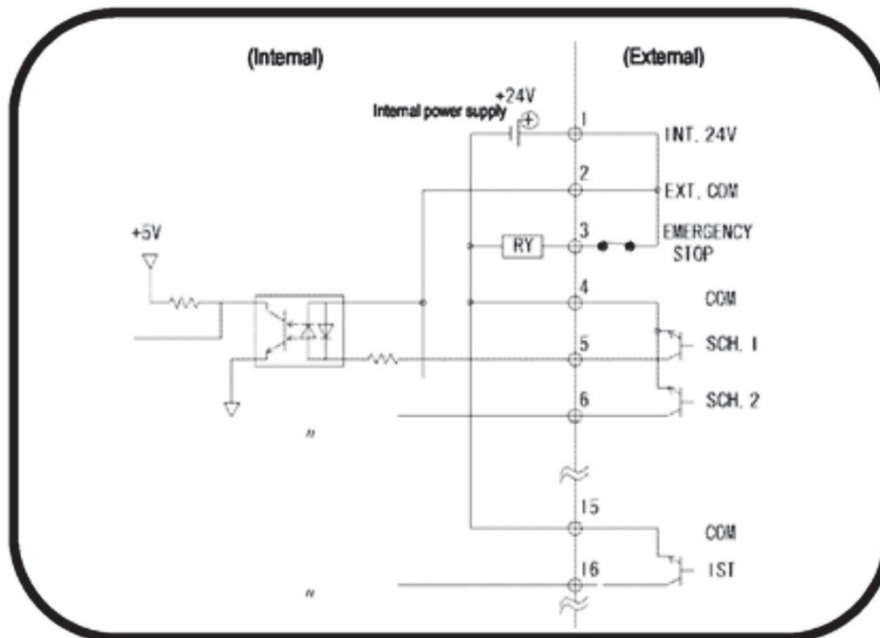 (Internal) (External)
+24V
Internal power supply
1 INT. 24V
2 EXT. COM
3 EMERGENCY
STOP
RY
+5V
4 COM
5 SCH. 1
6 SCH. 2
〃
15 COM
16 IST
〃